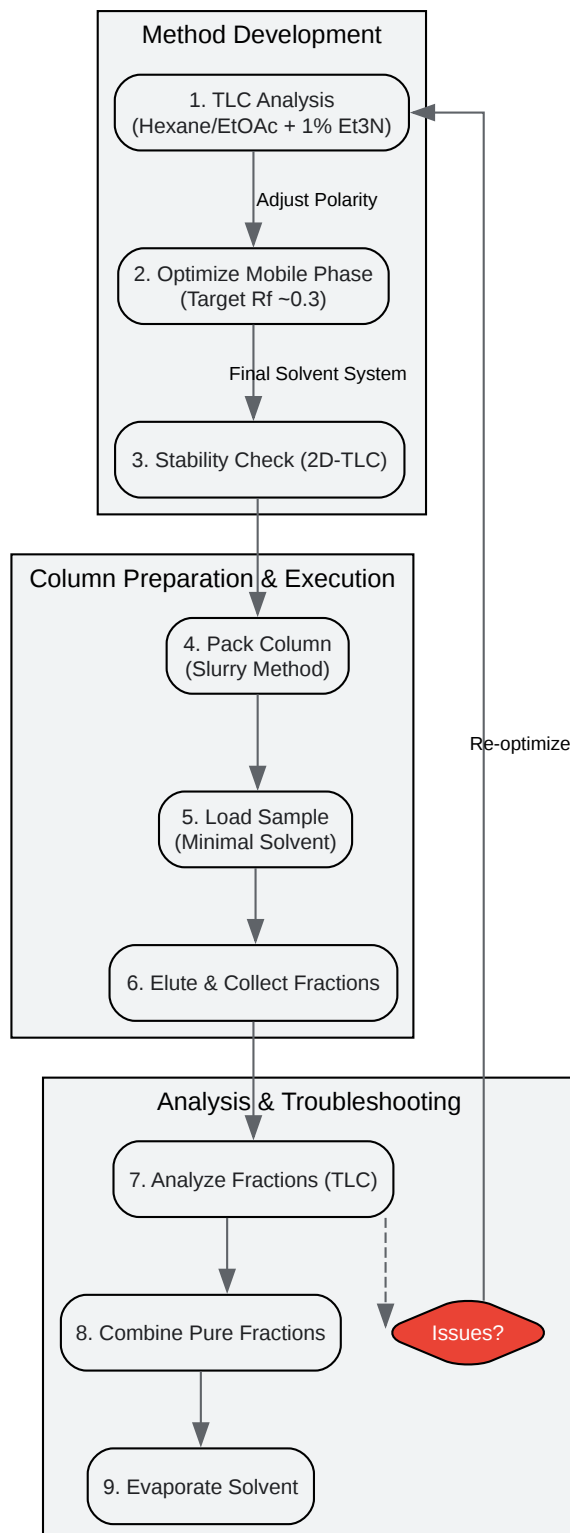 Method Development
1. TLC Analysis
(Hexane/EtOAc + 1% Et3N)
Adjust Polarity
2. Optimize Mobile Phase
(Target Rf ~0.3)
Final Solvent System
3. Stability Check (2D-TLC)
Column Preparation & Execution
4. Pack Column
(Slurry Method)
Re-optimize
5. Load Sample
(Minimal Solvent)
6. Elute & Collect Fractions
Analysis & Troubleshooting
7. Analyze Fractions (TLC)
8. Combine Pure Fractions
Issues?
9. Evaporate Solvent